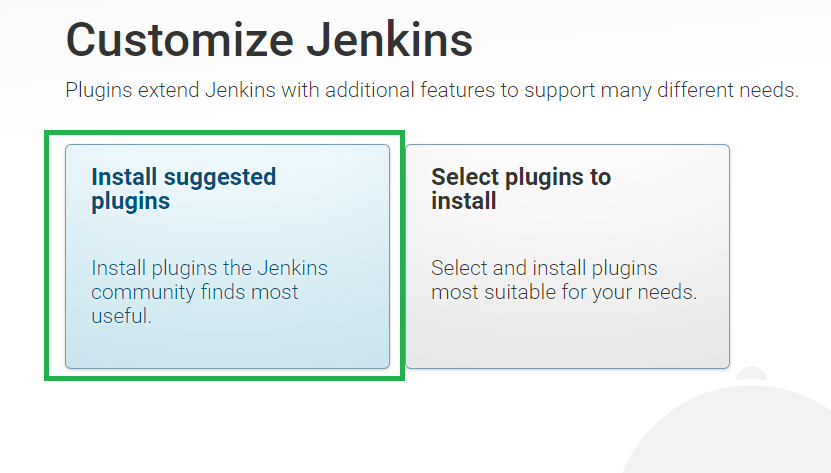 Customize Jenkins
Plugins extend Jenkins with additional features to support many different needs.
Install suggested
plugins
Install plugins the Jenkins
community finds most
useful.
Select plugins to
install
Select and install plugins
most suitable for your needs.